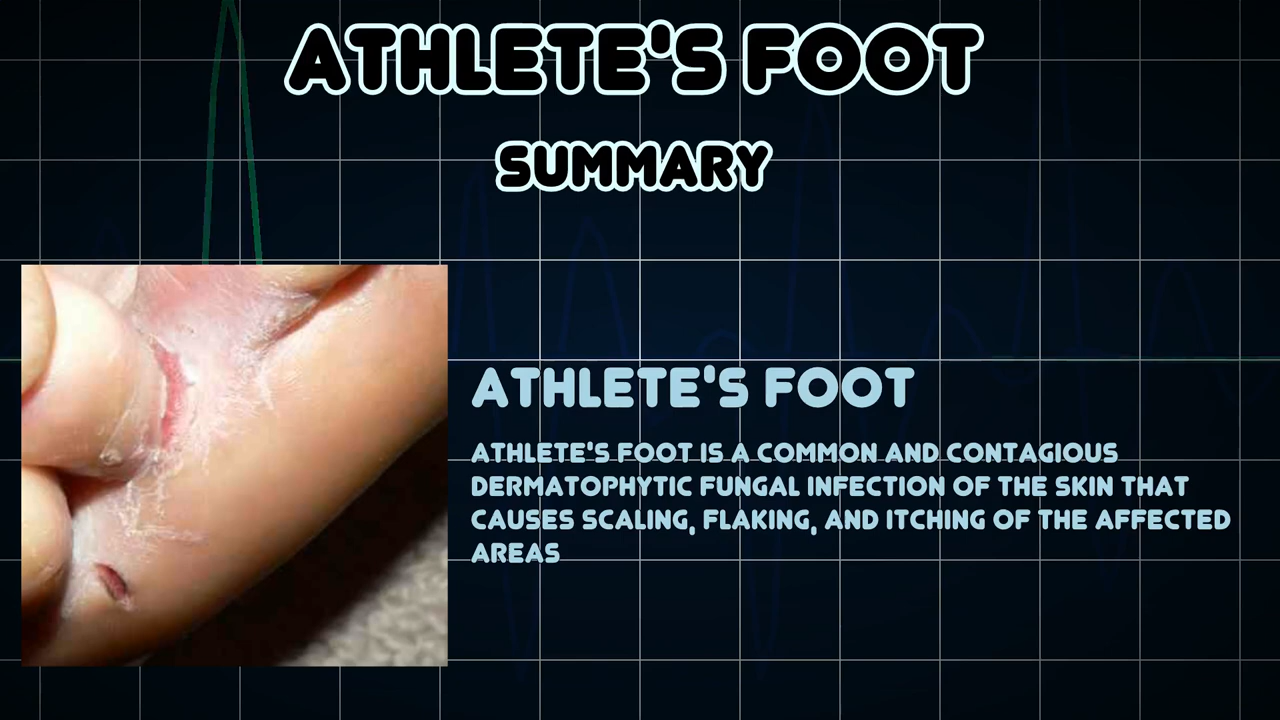 ATHLETE'S FOOT
SUMMARY
ATHLETE'S FOOT
ATHLETE'S FOOT IS A COMMON AND CONTAGIOUS
DERMATOPHYTIC FUNGAL INFECTION OF THE SKIN THAT
CAUSES SCALING, FLAKING, AND ITCHING OF THE AFFECTED
AREAS